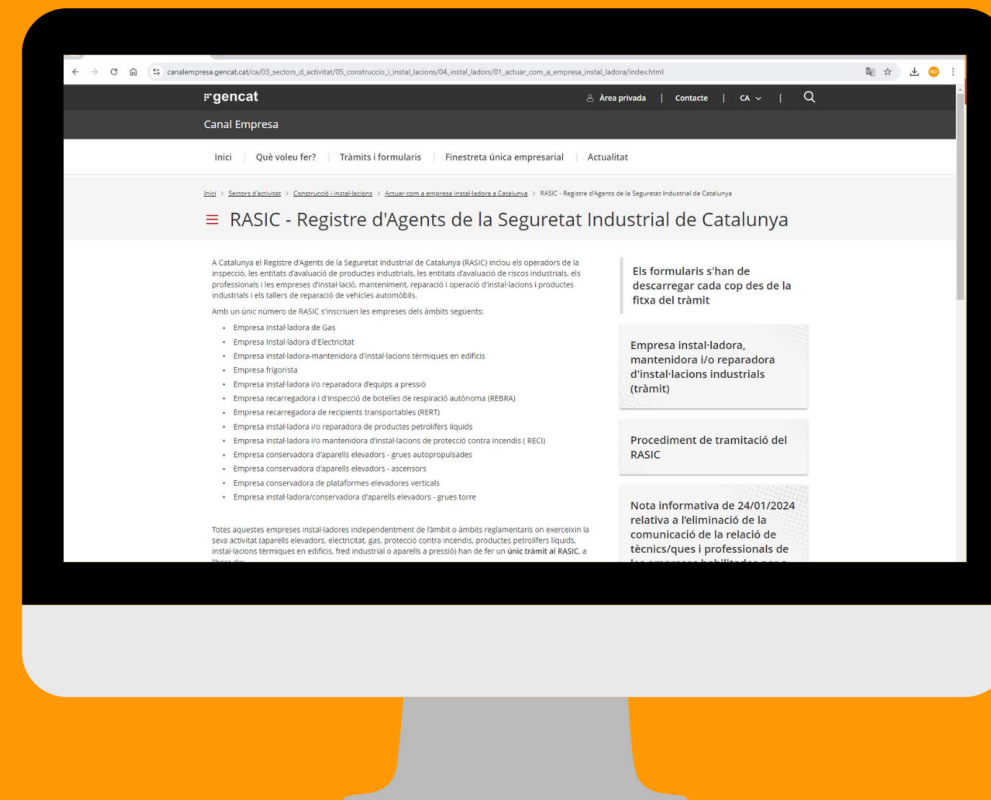 canalempresa.gencat.cat/ca/03_sectors_d_activitat/05_construccio_i_instal_lacions/04_instal_ladors/01_actuar_com_a_empresa_instal_ladora/index.html
gencat
Àrea privada | Contacte | CA |
Canal Empresa
Inici | Què voleu fer? | Tràmits i formularis | Finestreta única empresarial | Actualitat
Inici > Sectors d'activitat > Construcció i instal·lacions > Actuar com a empresa instal·ladora a Catalunya > RASIC - Registre d'Agents de la Seguretat Industrial de Catalunya
RASIC - Registre d'Agents de la Seguretat Industrial de Catalunya
A Catalunya el Registre d'Agents de la Seguretat Industrial de Catalunya (RASIC) inclou els operadors de la
inspecció, les entitats d'avaluació de productes industrials, les entitats d'avaluació de riscos industrials, els
professionals i les empreses d'instal·lació, manteniment, reparació i operació d'instal·lacions i productes
industrials i els tallers de reparació de vehicles automòbils.
Amb un únic número de RASIC s'inscriuen les empreses dels àmbits següents:
• Empresa Instal·ladora de Gas
• Empresa Instal·ladora d'Electricitat
• Empresa instal·ladora-mantenidora d'instal·lacions tèrmiques en edificis
• Empresa frigorista
• Empresa instal·ladora i/o reparadora d'equips a pressió
• Empresa recarregadora i d'inspecció de botelles de respiració autònoma (REBRA)
• Empresa recarregadora de recipients transportables (RERT)
• Empresa instal·ladora i/o reparadora de productes petrolífers líquids
• Empresa instal·ladora i/o mantenidora d'instal·lacions de protecció contra incendis ( RECI)
• Empresa conservadora d'aparells elevadors - grues autopropulsades
• Empresa conservadora d'aparells elevadors - ascensors
• Empresa conservadora de plataformes elevadores verticals
• Empresa instal·ladora/conservadora d'aparells elevadors - grues torre
Totes aquestes empreses instal·ladores independentment de l'àmbit o àmbits reglamentaris on exerceixin la
seva activitat (aparells elevadors, electricitat, gas, protecció contra incendis, productes petrolífers líquids,
instal·lacions tèrmiques en edificis, fred industrial o aparells a pressió) han de fer un únic tràmit al RASIC, a
Els formularis s'han de
descarregar cada cop des de la
fitxa del tràmit
Empresa instal·ladora,
mantenidora i/o reparadora
d'instal·lacions industrials
(tràmit)
Procediment de tramitació del
RASIC
Nota informativa de 24/01/2024
relativa a l'eliminació de la
comunicació de la relació de
tècnics/ques i professionals de